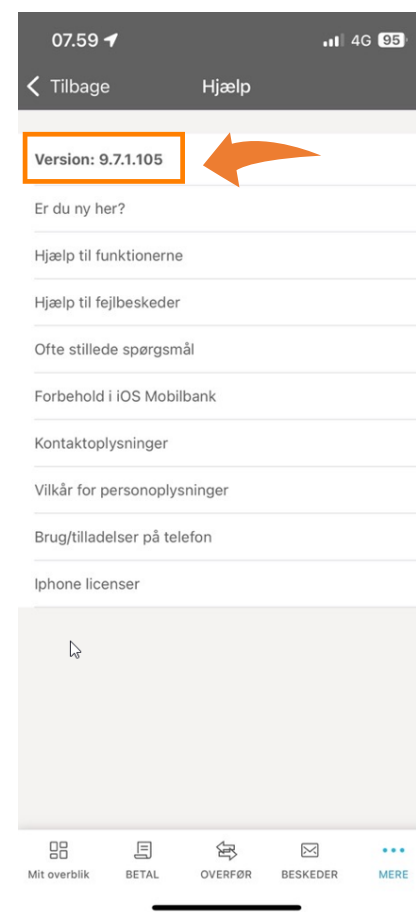 07.59 4G 95
Tilbage Hjælp
Version: 9.7.1.105
Er du ny her?
Hjælp til funktionerne
Hjælp til fejlbeskeder
Ofte stillede spørgsmål
Forbehold i iOS Mobilbank
Kontaktoplysninger
Vilkår for personoplysninger
Brug/tilladelser på telefon
Iphone licenser
Mit overblik BETAL OVERFØR BESKEDER MERE